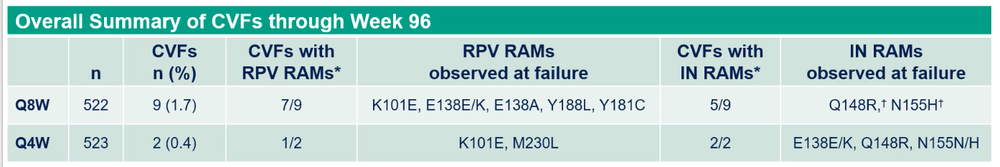 Overall Summary of CVFs through Week 96
n
CVFs
n (%)
CVFs with
RPV RAMs*
RPV RAMs
observed at failure
CVFs with
IN RAMs*
IN RAMs
observed at failure
Q8W 522 9 (1.7) 7/9 K101E, E138E/K, E138A, Y188L, Y181C 5/9 Q148R,† N155H†
Q4W 523 2 (0.4) 1/2 K101E, M230L 2/2 E138E/K, Q148R, N155N/H